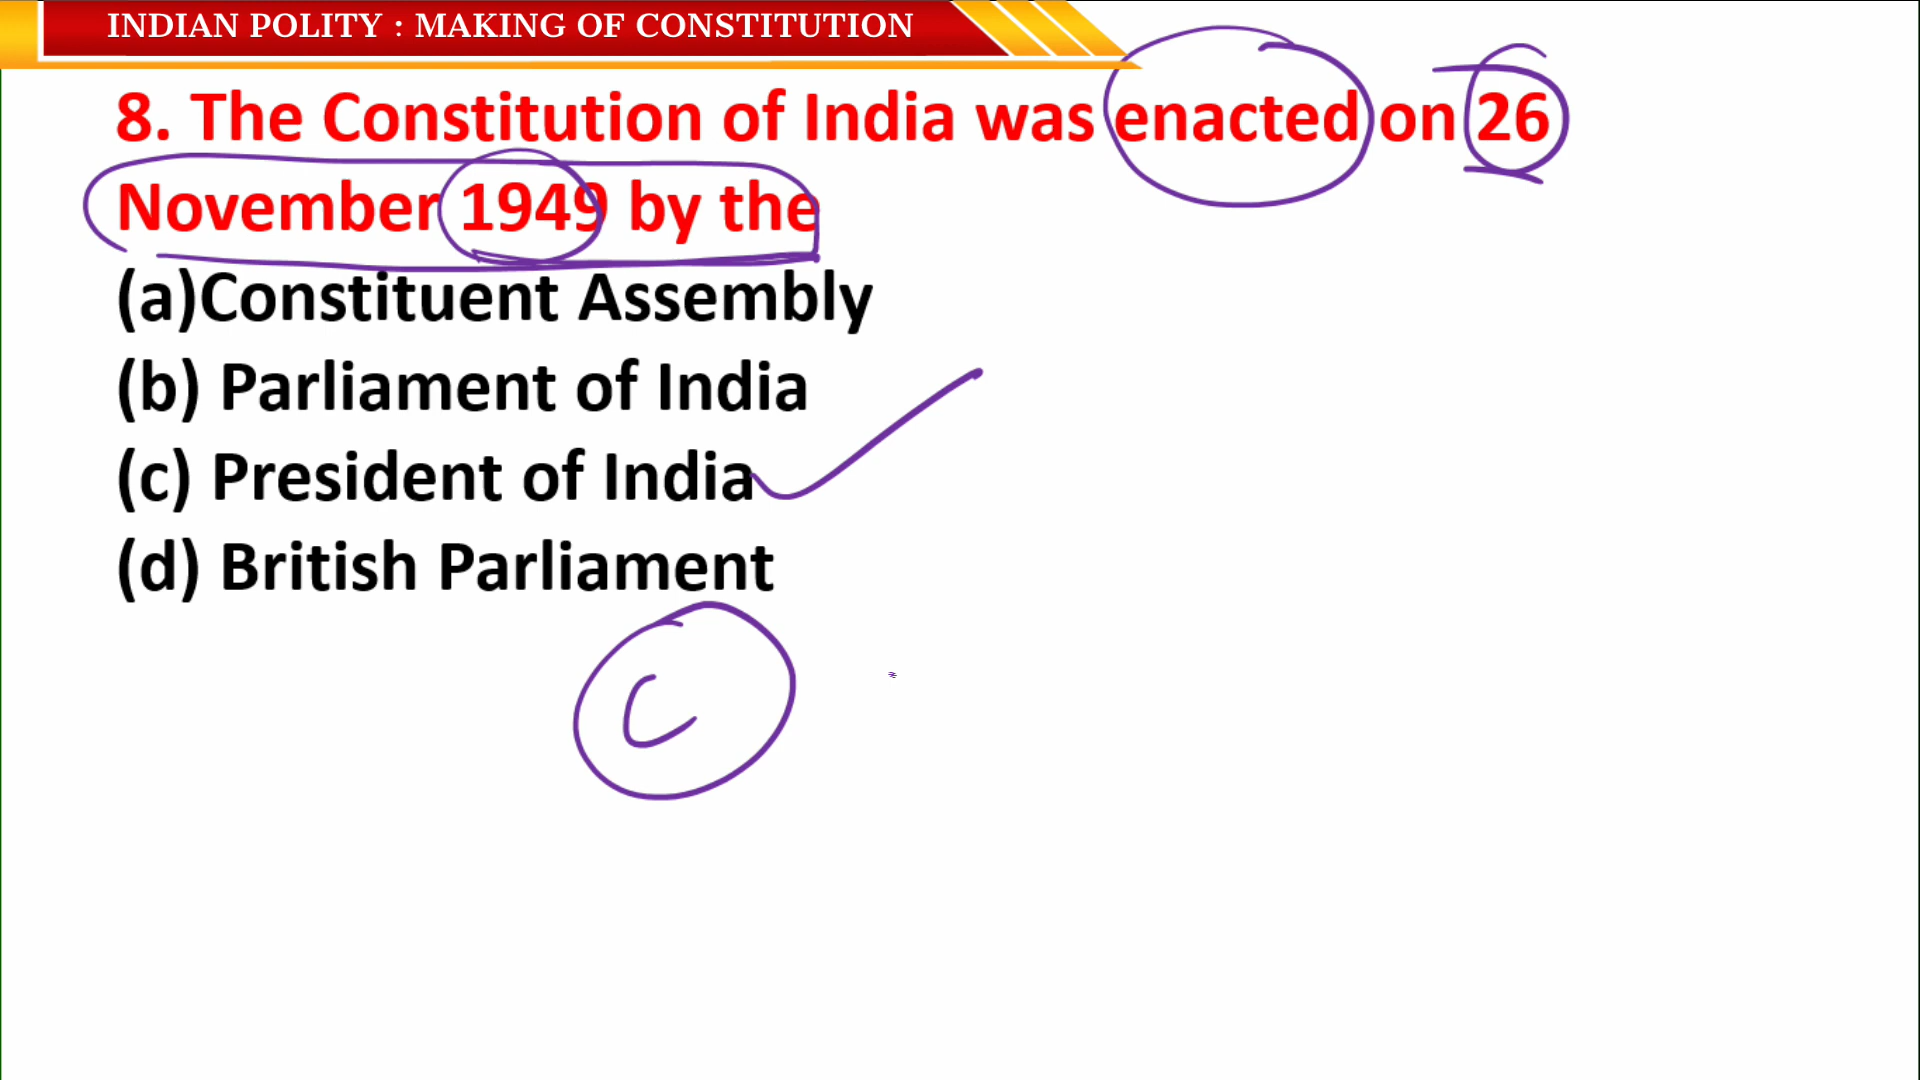 INDIAN POLITY : MAKING OF CONSTITUTION
8. The Constitution of India was enacted on 26
November 1949 by the
(a)Constituent Assembly
(b) Parliament of India
(c) President of India
(d) British Parliament
C